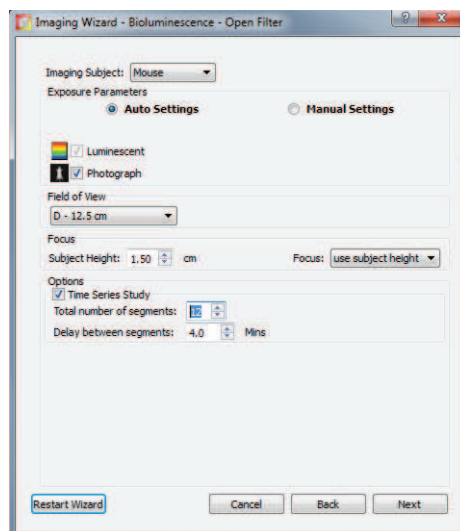 Imaging Wizard - Bioluminescence - Open Filter
Imaging Subject: Mouse
Exposure Parameters
Auto Settings Manual Settings
Luminescent
Photograph
Field of View
D - 12.5 cm
Focus
Subject Height: 1.50 cm Focus: use subject height
Options
Time Series Study
Total number of segments: 12
Delay between segments: 4.0 Mins
Restart Wizard Cancel Back Next